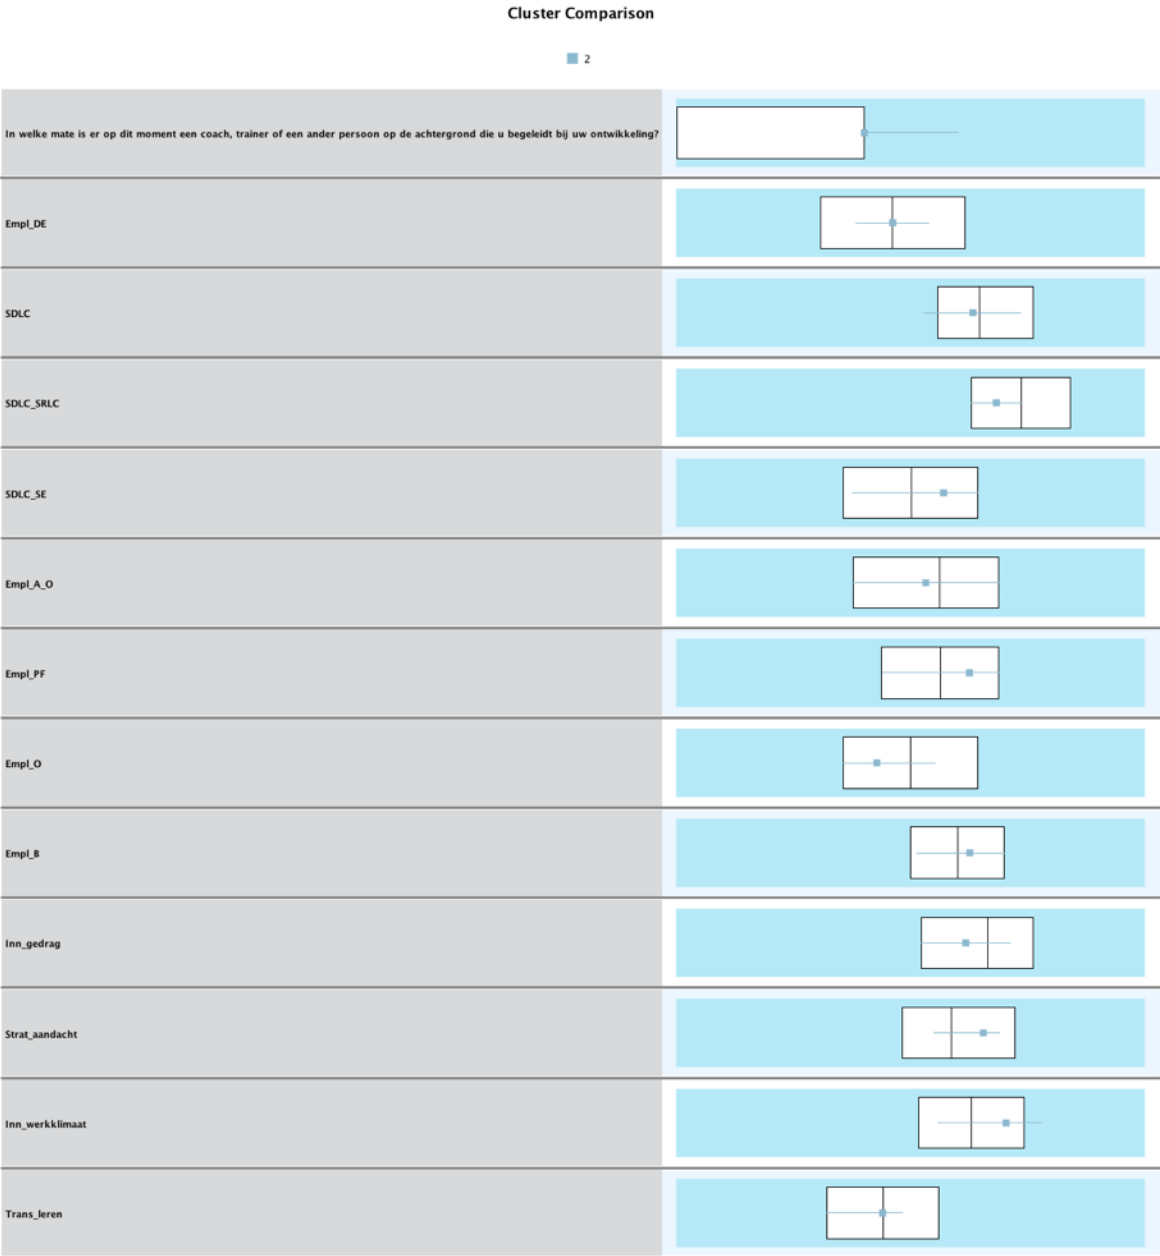 Cluster Comparison
2
In welke mate is er op dit moment een coach, trainer of een ander persoon op de achtergrond die u begeleidt bij uw ontwikkeling?
Empl_DE
SDLC
SDLC_SRLC
SDLC_SE
Empl_A_O
Empl_PF
Empl_O
Empl_B
Inn_gedrag
Strat_aandacht
Inn_werkklimaat
Trans_leren